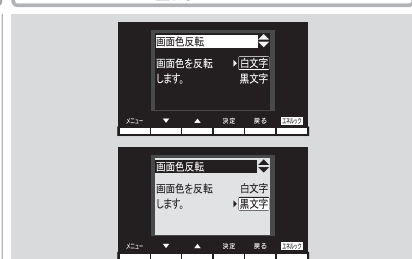 画面色反転
画面色を反転 ▶白文字
します。 黒文字
メニュー ▼ ▲ 決定 戻る エネルック
画面色反転
画面色を反転 白文字
します。 ▶黒文字
メニュー ▼ ▲ 決定 戻る エネルック